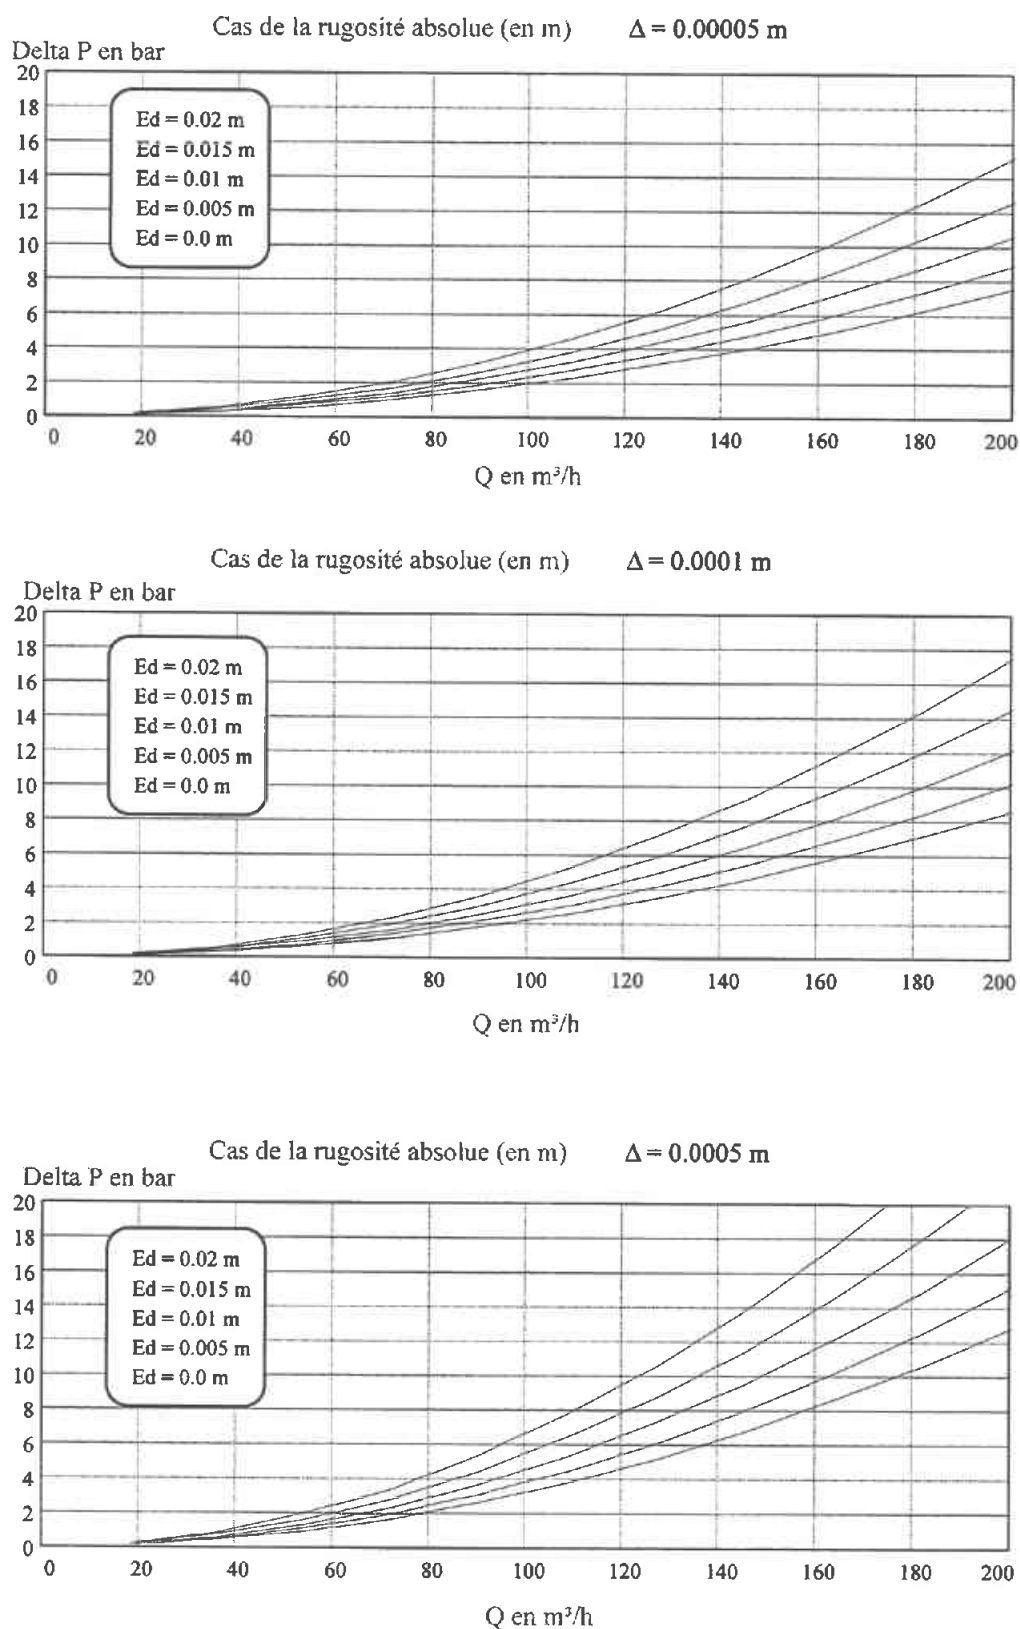 Cas de la rugosité absolue (en m) Δ = 0.00005 m
Delta P en bar
20
18
16
14
12
10
8
6
4
2
0
Ed = 0.02 m
Ed = 0.015 m
Ed = 0.01 m
Ed = 0.005 m
Ed = 0.0 m
0 20 40 60 80 100 120 140 160 180 200
Q en m³/h
Cas de la rugosité absolue (en m) Δ = 0.0001 m
Delta P en bar
20
18
16
14
12
10
8
6
4
2
0
Ed = 0.02 m
Ed = 0.015 m
Ed = 0.01 m
Ed = 0.005 m
Ed = 0.0 m
0 20 40 60 80 100 120 140 160 180 200
Q en m³/h
Cas de la rugosité absolue (en m) Δ = 0.0005 m
Delta P en bar
20
18
16
14
12
10
8
6
4
2
0
Ed = 0.02 m
Ed = 0.015 m
Ed = 0.01 m
Ed = 0.005 m
Ed = 0.0 m
0 20 40 60 80 100 120 140 160 180 200
Q en m³/h